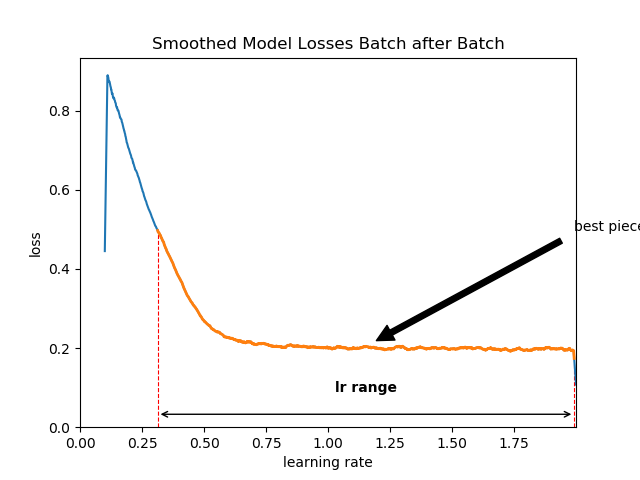 Smoothed Model Losses Batch after Batch
loss
0.8
0.6
0.4
0.2
0.0
best piece
lr range
0.00 0.25 0.50 0.75 1.00 1.25 1.50 1.75
learning rate